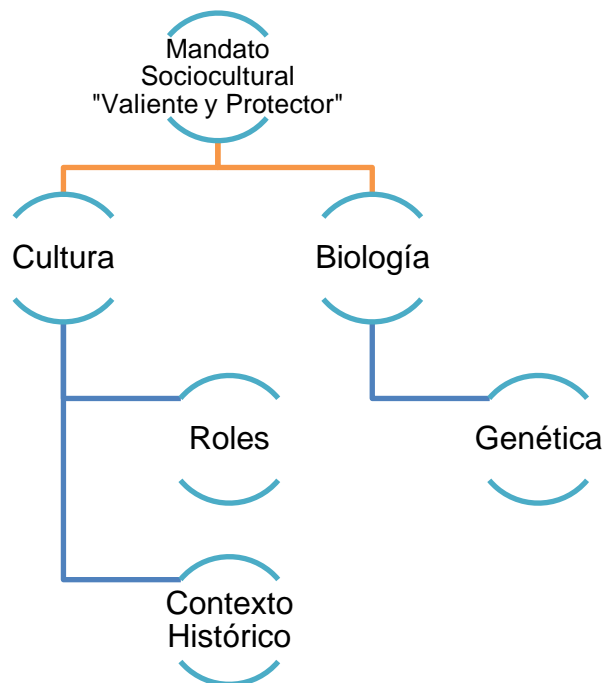 Mandato
Sociocultural
"Valiente y Protector"
Cultura
Biología
Roles
Genética
Contexto
Histórico